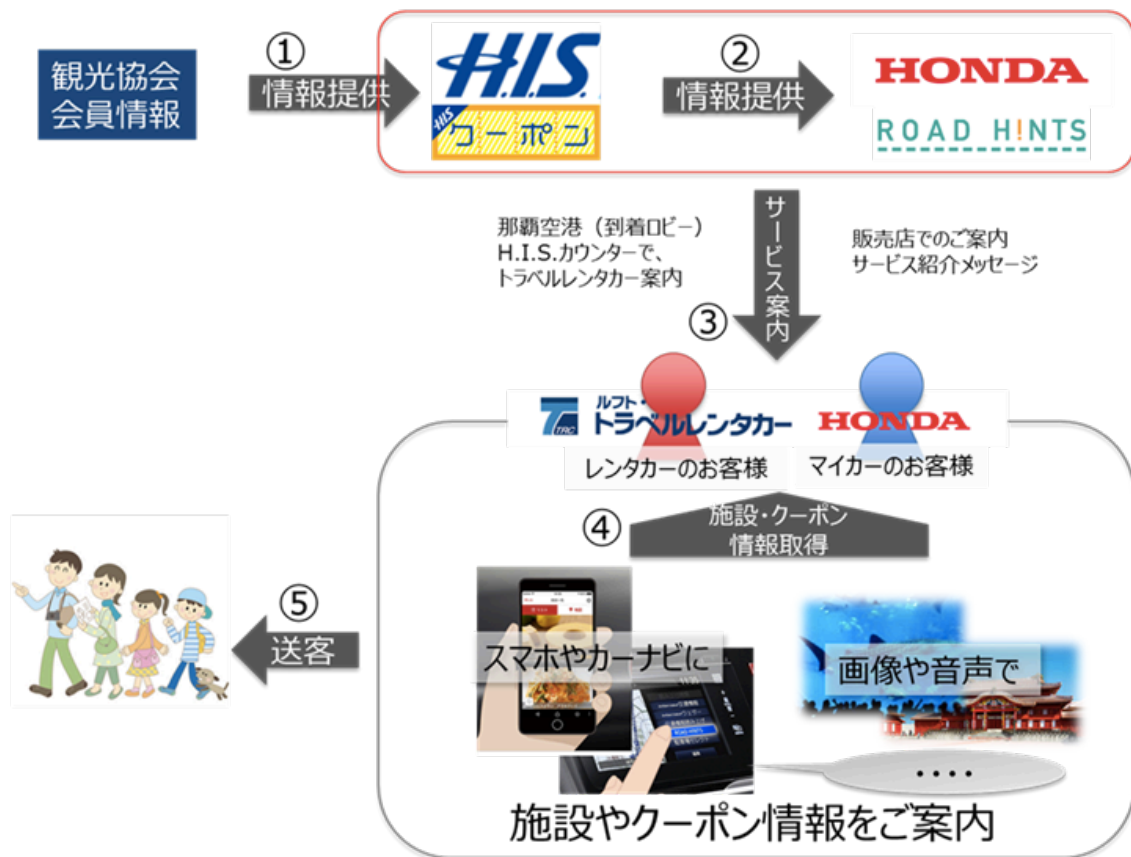 観光協会
会員情報
①
情報提供
H.I.S.
HIS
クーポン
②
情報提供
HONDA
ROAD H!NTS
那覇空港（到着ロビー）
H.I.S.カウンターで、
トラベルレンタカー案内
サービス案内
販売店でのご案内
サービス紹介メッセージ
③
TRC
ルフト・
トラベルレンタカー
HONDA
レンタカーのお客様
マイカーのお客様
④
施設・クーポン
情報取得
⑤
送客
スマホやカーナビに
ROAD HINTS
画像や音声で
・・・・
施設やクーポン情報をご案内